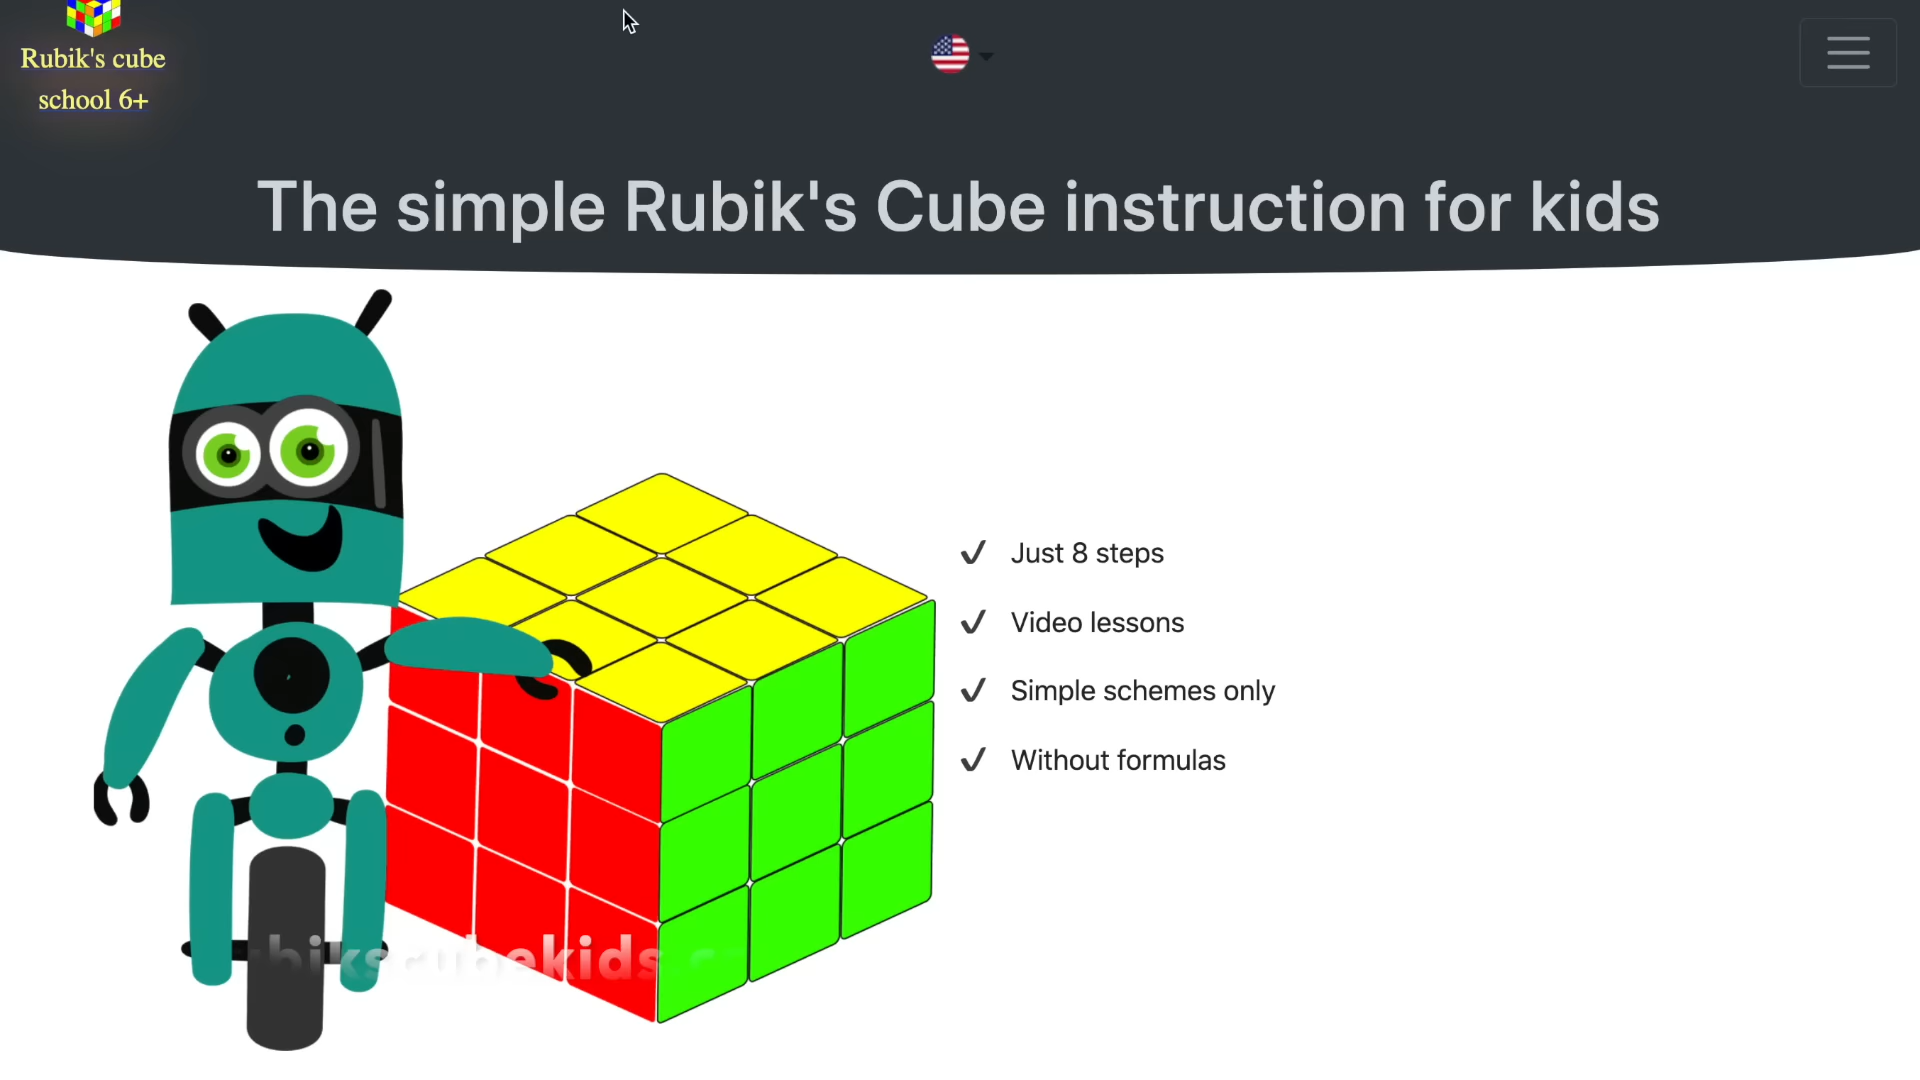 Rubik's cube
school 6+
The simple Rubik's Cube instruction for kids
Just 8 steps
Video lessons
Simple schemes only
Without formulas